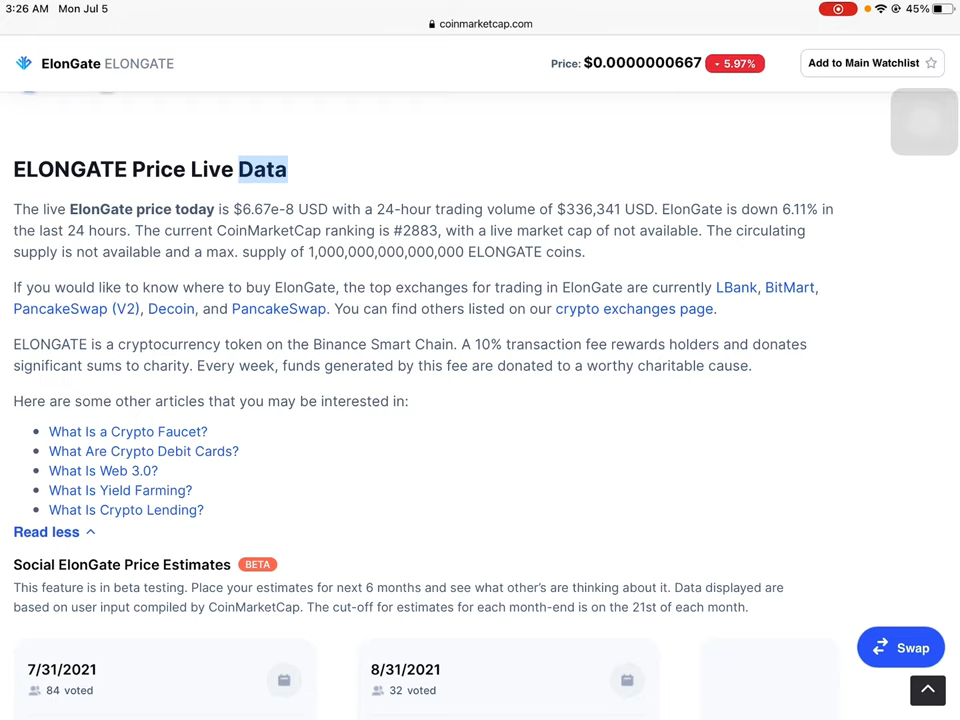 3:26 AM Mon Jul 5 45%
coinmarketcap.com
ElonGate ELONGATE Price: $0.0000000667 5.97% Add to Main Watchlist
ELONGATE Price Live Data
The live ElonGate price today is $6.67e-8 USD with a 24-hour trading volume of $336,341 USD. ElonGate is down 6.11% in
the last 24 hours. The current CoinMarketCap ranking is #2883, with a live market cap of not available. The circulating
supply is not available and a max. supply of 1,000,000,000,000,000 ELONGATE coins.
If you would like to know where to buy ElonGate, the top exchanges for trading in ElonGate are currently LBank, BitMart,
PancakeSwap (V2), Decoin, and PancakeSwap. You can find others listed on our crypto exchanges page.
ELONGATE is a cryptocurrency token on the Binance Smart Chain. A 10% transaction fee rewards holders and donates
significant sums to charity. Every week, funds generated by this fee are donated to a worthy charitable cause.
Here are some other articles that you may be interested in:
What Is a Crypto Faucet?
What Are Crypto Debit Cards?
What Is Web 3.0?
What Is Yield Farming?
What Is Crypto Lending?
Read less
Social ElonGate Price Estimates BETA
This feature is in beta testing. Place your estimates for next 6 months and see what other's are thinking about it. Data displayed are
based on user input compiled by CoinMarketCap. The cut-off for estimates for each month-end is on the 21st of each month.
Swap
7/31/2021 8/31/2021
84 voted 32 voted